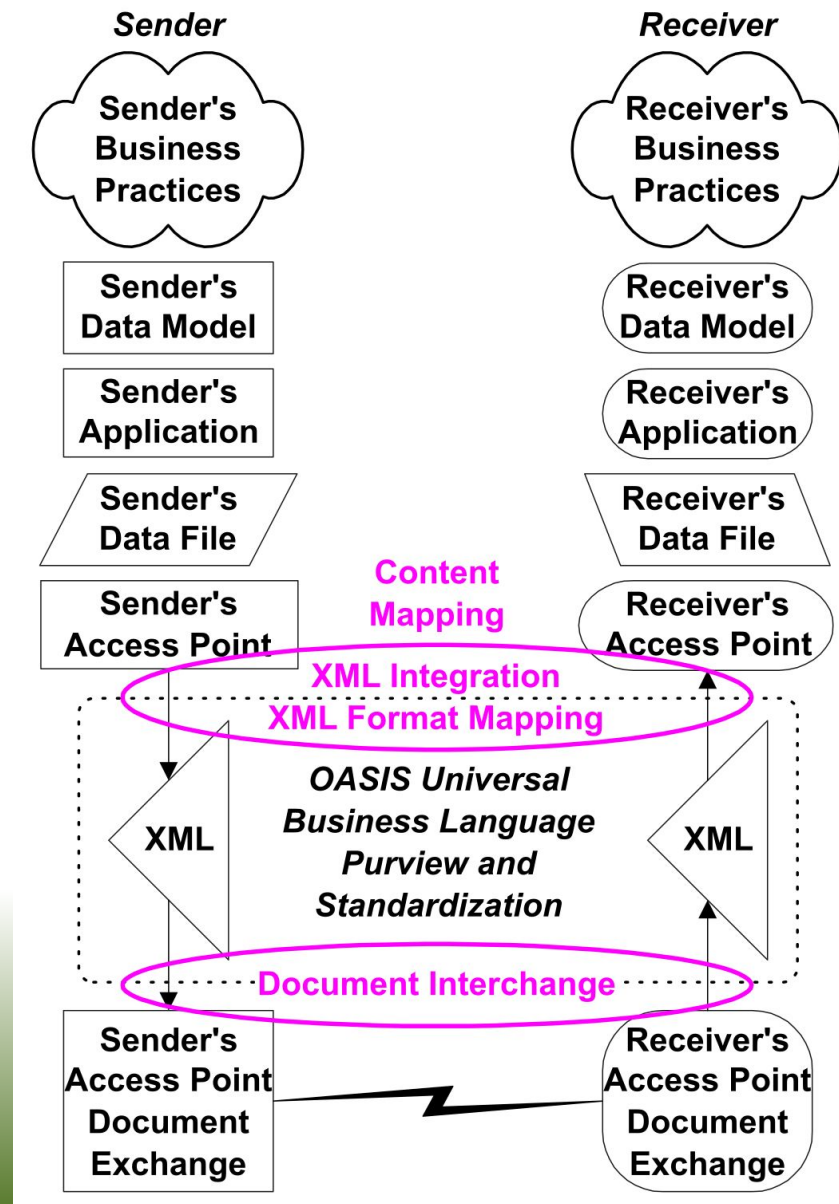 Sender
Sender's
Business
Practices
Sender's
Data Model
Sender's
Application
Sender's
Data File
Sender's
Access Point
Receiver
Receiver's
Business
Practices
Receiver's
Data Model
Receiver's
Application
Receiver's
Data File
Receiver's
Access Point
Content
Mapping
XML Integration
XML Format Mapping
XML
OASIS Universal
Business Language
Purview and
Standardization
XML
Document Interchange
Sender's
Access Point
Document
Exchange
Receiver's
Access Point
Document
Exchange